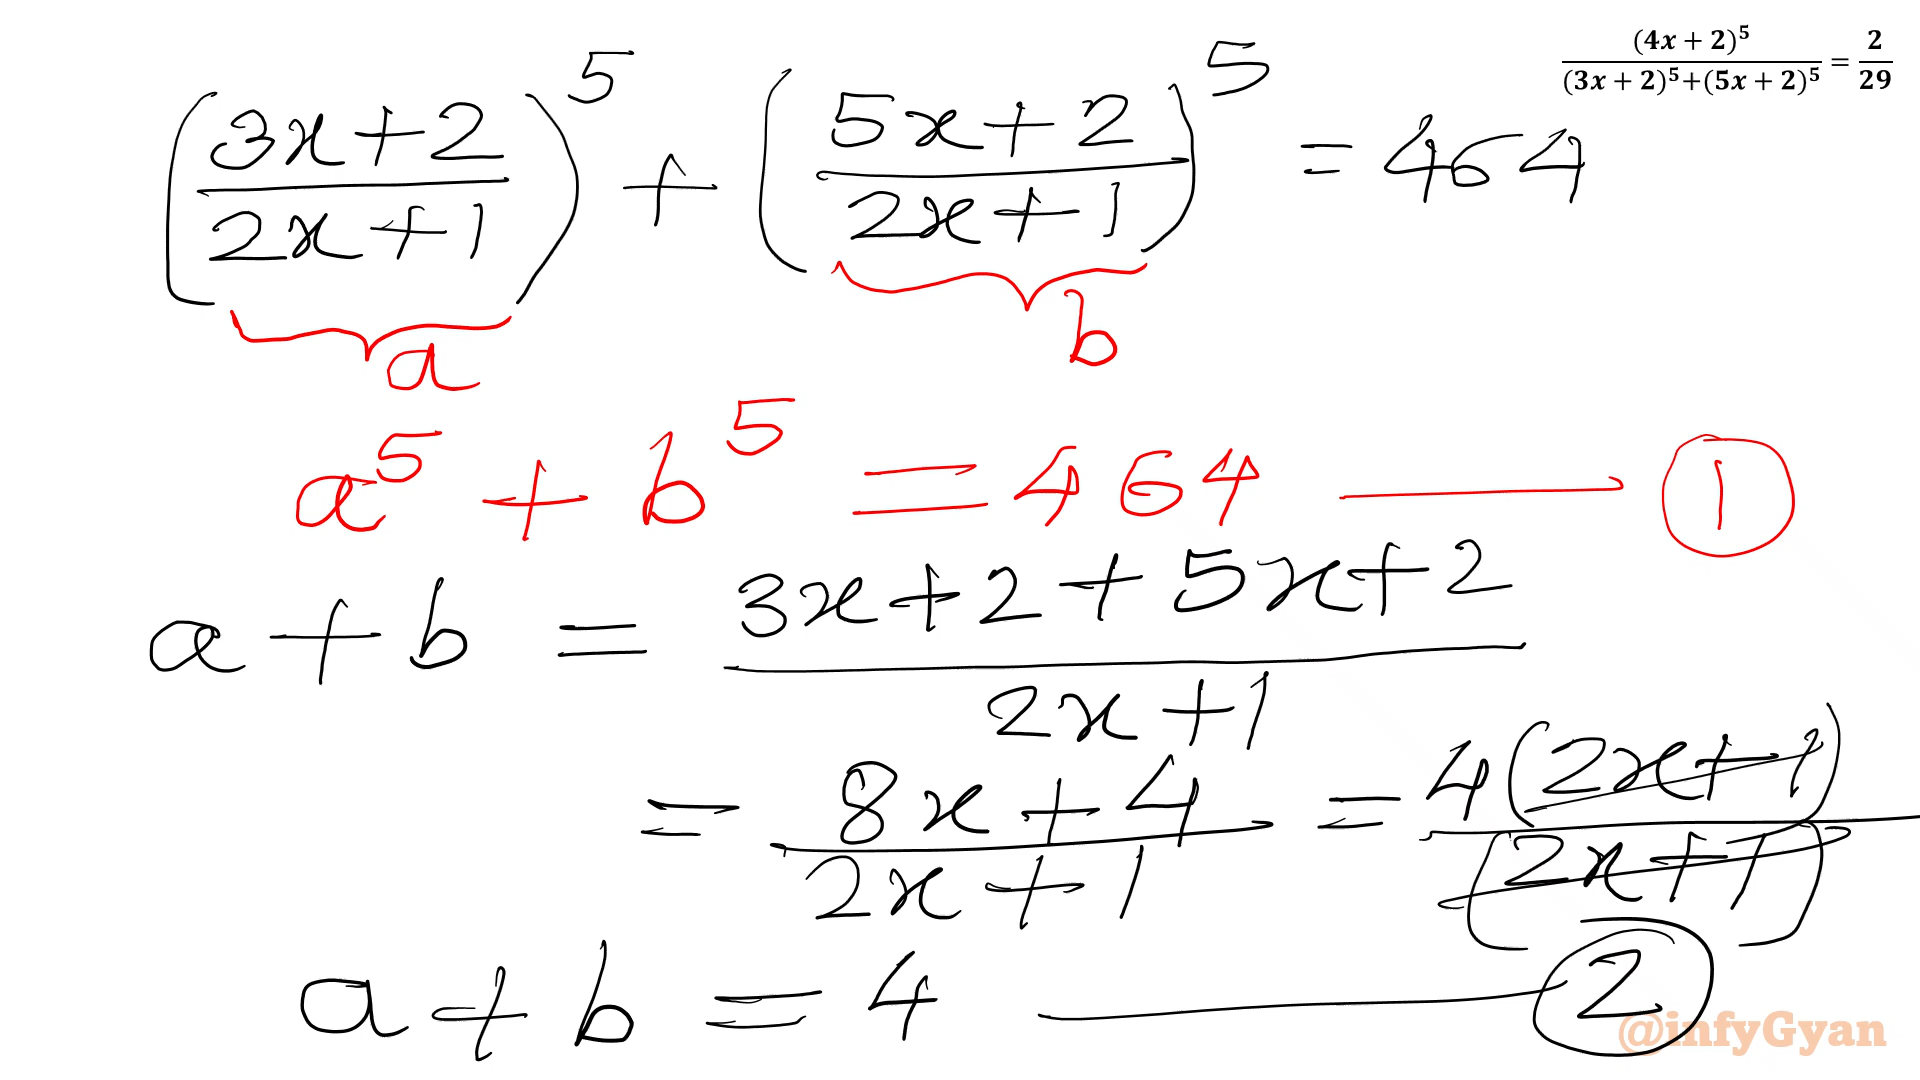 (4x + 2)^5 / ((3x + 2)^5+(5x + 2)^5) = 2/29
((3x+2)/(2x+1))^5 + ((5x+2)/(2x+1))^5 = 464
a b
a^5 + b^5 = 464 — 1
a + b = (3x+2+5x+2)/(2x+1)
= (8x+4)/(2x+1) = 4(2x+1)/(2x+1)
a + b = 4 — 2
@infyGyan